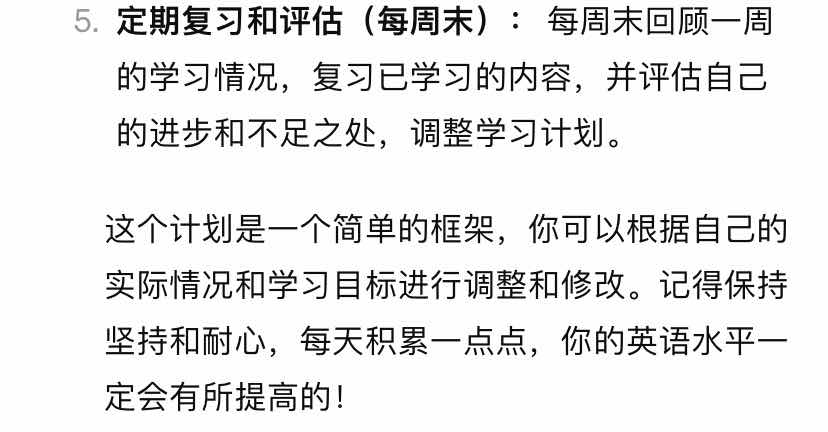 5. 定期复习和评估（每周末）： 每周末回顾一周
的学习情况，复习已学习的内容，并评估自己
的进步和不足之处，调整学习计划。
这个计划是一个简单的框架，你可以根据自己的
实际情况和学习目标进行调整和修改。记得保持
坚持和耐心，每天积累一点点，你的英语水平一
定会有所提高的！